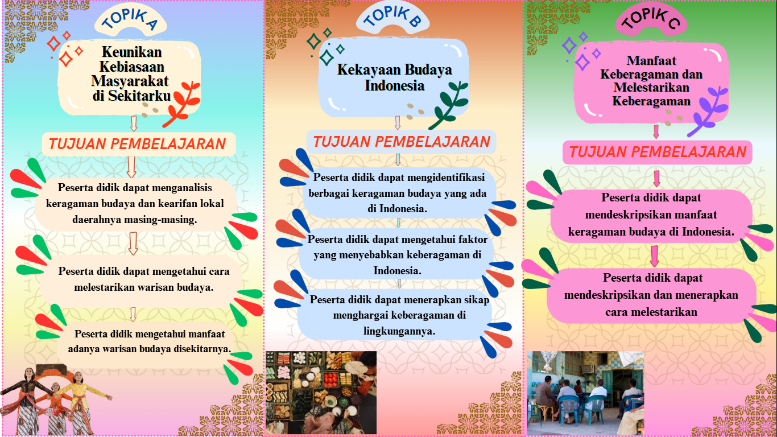 TOPIK A
Keunikan
Kebiasaan
Masyarakat
di Sekitarku
TUJUAN PEMBELAJARAN
Peserta didik dapat menganalisis
keragaman budaya dan kearifan lokal
daerahnya masing-masing.
Peserta didik dapat mengetahui cara
melestarikan warisan budaya.
Peserta didik mengetahui manfaat
adanya warisan budaya disekitarnya.
TOPIK B
Kekayaan Budaya
Indonesia
TUJUAN PEMBELAJARAN
Peserta didik dapat mengidentifikasi
berbagai keragaman budaya yang ada
di Indonesia.
Peserta didik dapat mengetahui faktor
yang menyebabkan keberagaman di
Indonesia.
Peserta didik dapat menerapkan sikap
menghargai keberagaman di
lingkungannya.
TOPIK C
Manfaat
Keberagaman dan
Melestarikan
Keberagaman
TUJUAN PEMBELAJARAN
Peserta didik dapat
mendeskripsikan manfaat
keragaman budaya di Indonesia.
Peserta didik dapat
mendeskripsikan dan menerapkan
cara melestarikan